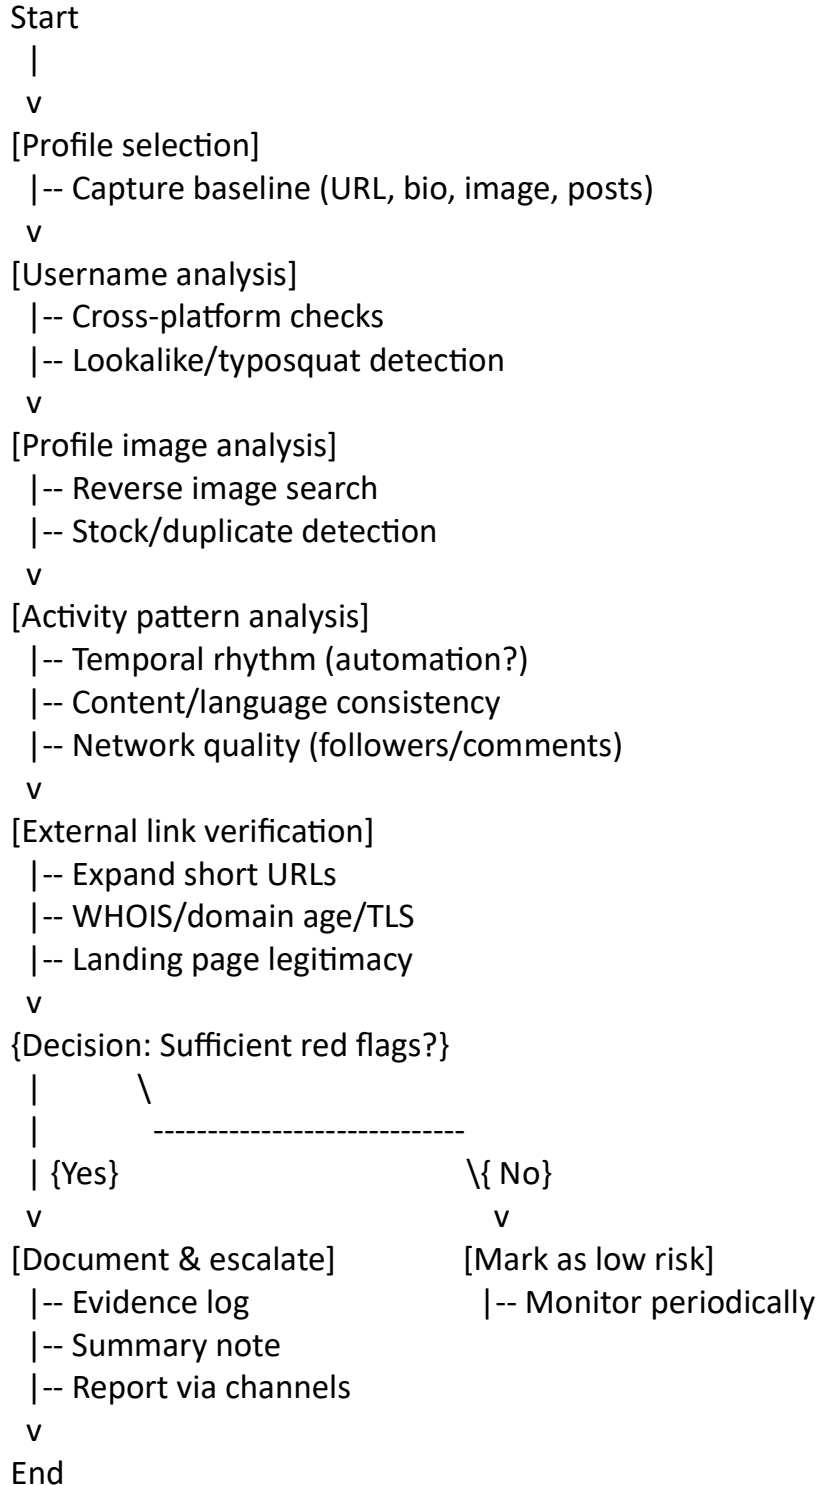 Start
|
v
[Profile selection]
|-- Capture baseline (URL, bio, image, posts)
v
[Username analysis]
|-- Cross-platform checks
|-- Lookalike/typosquat detection
v
[Profile image analysis]
|-- Reverse image search
|-- Stock/duplicate detection
v
[Activity pattern analysis]
|-- Temporal rhythm (automation?)
|-- Content/language consistency
|-- Network quality (followers/comments)
v
[External link verification]
|-- Expand short URLs
|-- WHOIS/domain age/TLS
|-- Landing page legitimacy
v
{Decision: Sufficient red flags?}
| \
| -----------------------------
| {Yes} \{ No}
v v
[Document & escalate] [Mark as low risk]
|-- Evidence log |-- Monitor periodically
|-- Summary note
|-- Report via channels
v
End